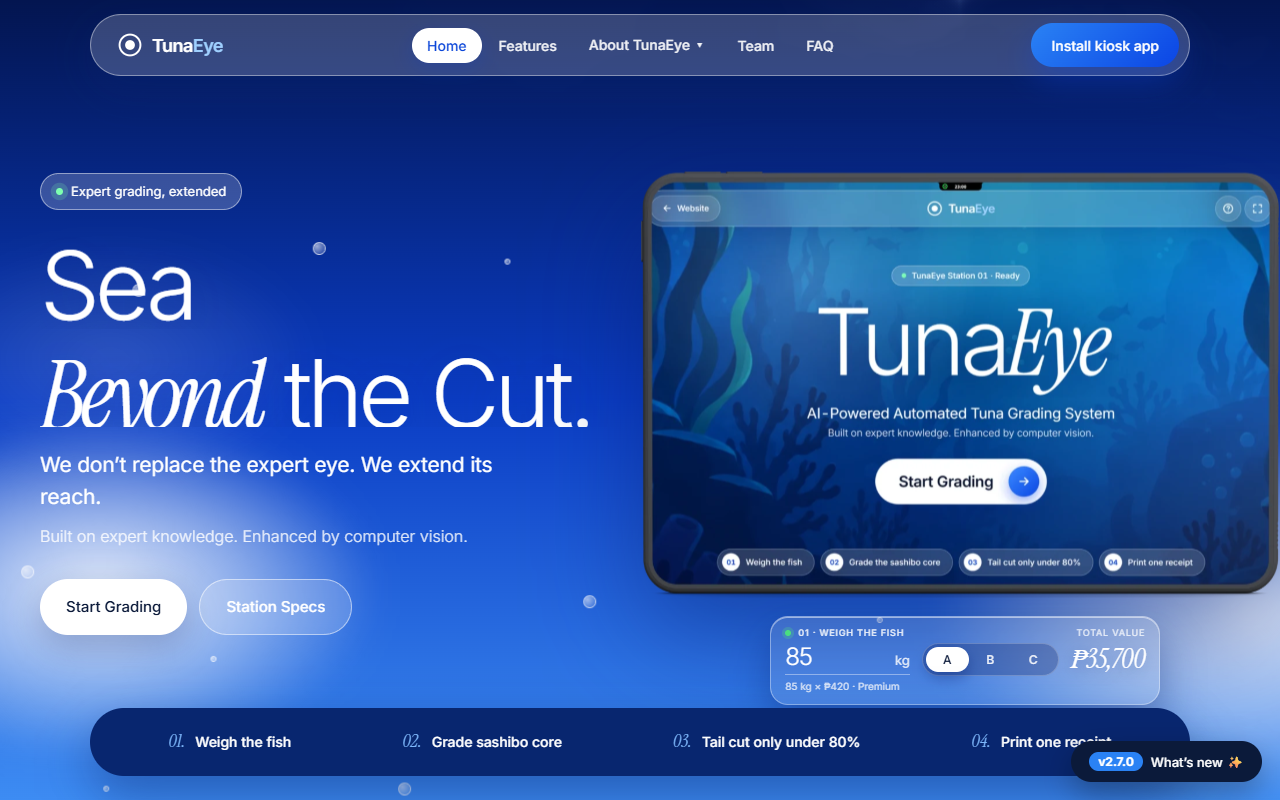 TunaEye
Home
Features
About TunaEye ▼
Team
FAQ
Install kiosk app
Expert grading, extended
Sea
Beyond the Cut.
We don’t replace the expert eye. We extend its
reach.
Built on expert knowledge. Enhanced by computer vision.
Start Grading
Station Specs
23:05
← Website
TunaEye
TunaEye Station 01 · Ready
TunaEye
AI-Powered Automated Tuna Grading System
Built on expert knowledge. Enhanced by computer vision.
Start Grading →
01 Weigh the fish
02 Grade the sashibo core
03 Tail cut only under 80%
04 Print one receipt
01 · WEIGH THE FISH
TOTAL VALUE
85 kg
A B C
₱35,700
85 kg × ₱420 · Premium
01. Weigh the fish
02. Grade sashibo core
03. Tail cut only under 80%
04. Print one receipt
v2.7.0 What’s new ✨